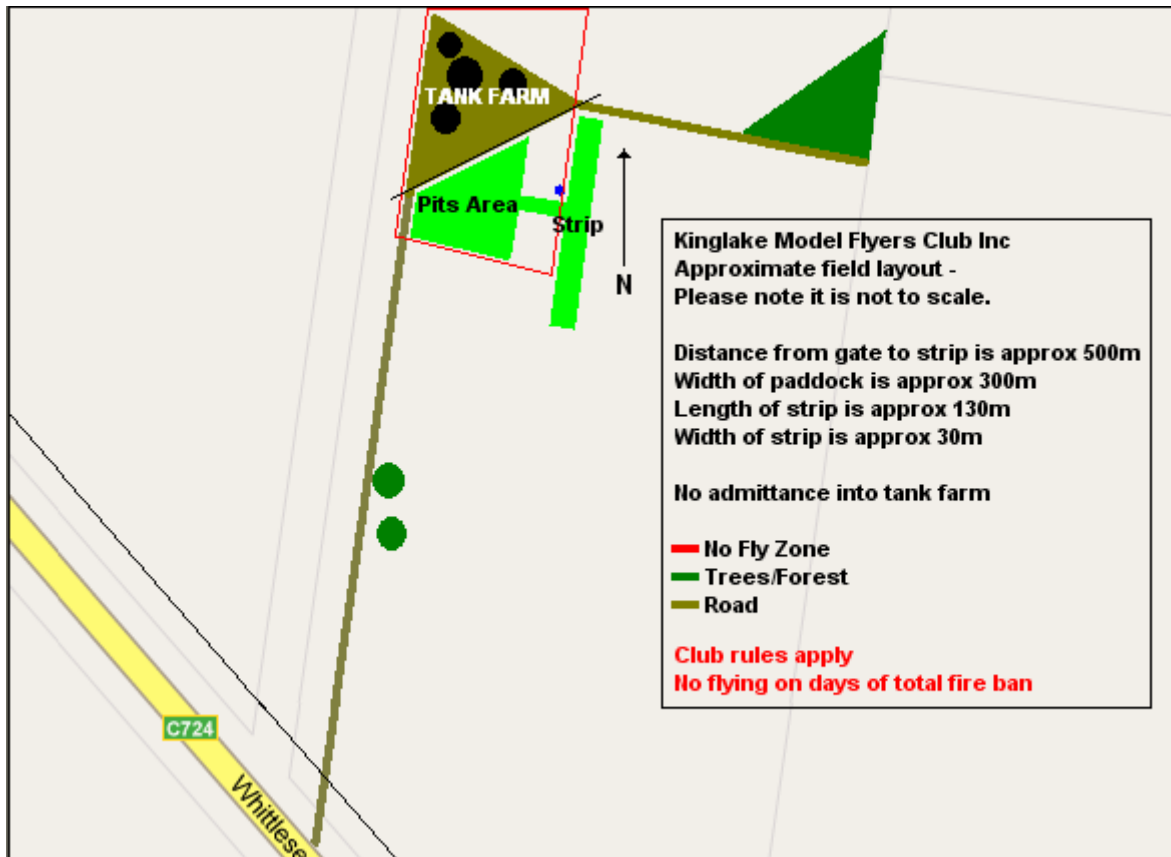 TANK FARM
Pits Area
Strip
N
Kinglake Model Flyers Club Inc
Approximate field layout -
Please note it is not to scale.
Distance from gate to strip is approx 500m
Width of paddock is approx 300m
Length of strip is approx 130m
Width of strip is approx 30m
No admittance into tank farm
No Fly Zone
Trees/Forest
Road
Club rules apply
No flying on days of total fire ban
C724
Whittlese